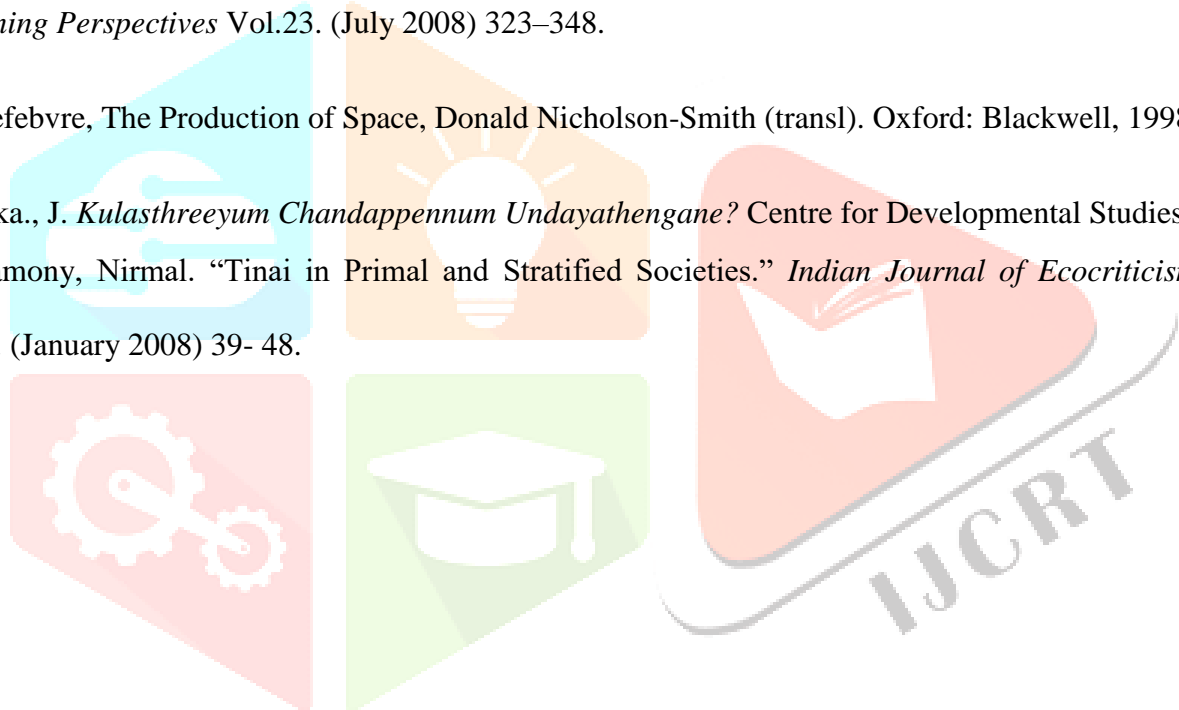 ning Perspectives Vol.23. (July 2008) 323–348.
efebvre, The Production of Space, Donald Nicholson-Smith (transl). Oxford: Blackwell, 1998
ka., J. Kulasthreeyum Chandappennum Undayathengane? Centre for Developmental Studies,
amony, Nirmal. “Tinai in Primal and Stratified Societies.” Indian Journal of Ecocriticism
(January 2008) 39- 48.
IJCRT